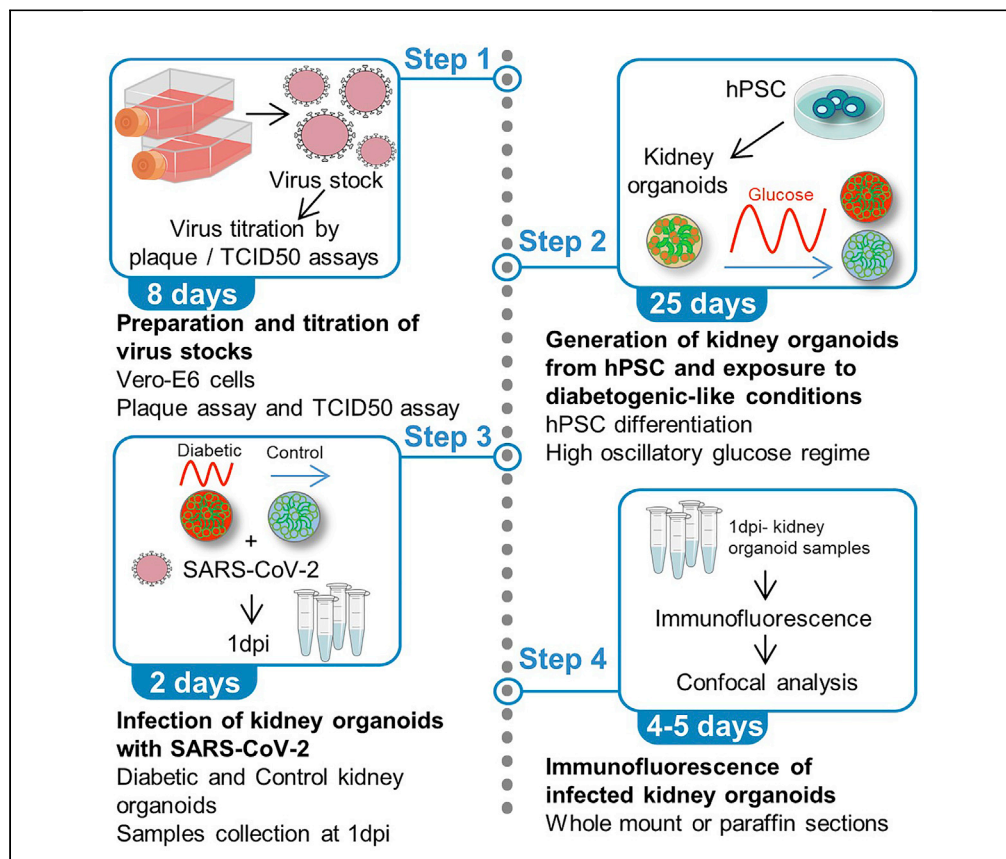 Step 1
Virus stock
Virus titration by
plaque / TCID50 assays
8 days
Preparation and titration of
virus stocks
Vero-E6 cells
Plaque assay and TCID50 assay
Step 2
hPSC
Kidney
organoids
Glucose
25 days
Generation of kidney organoids
from hPSC and exposure to
diabetogenic-like conditions
hPSC differentiation
High oscillatory glucose regime
Step 3
Diabetic
Control
+
SARS-CoV-2
1dpi
2 days
Infection of kidney organoids
with SARS-CoV-2
Diabetic and Control kidney
organoids
Samples collection at 1dpi
Step 4
1dpi- kidney
organoid samples
Immunofluorescence
Confocal analysis
4-5 days
Immunofluorescence of
infected kidney organoids
Whole mount or paraffin sections